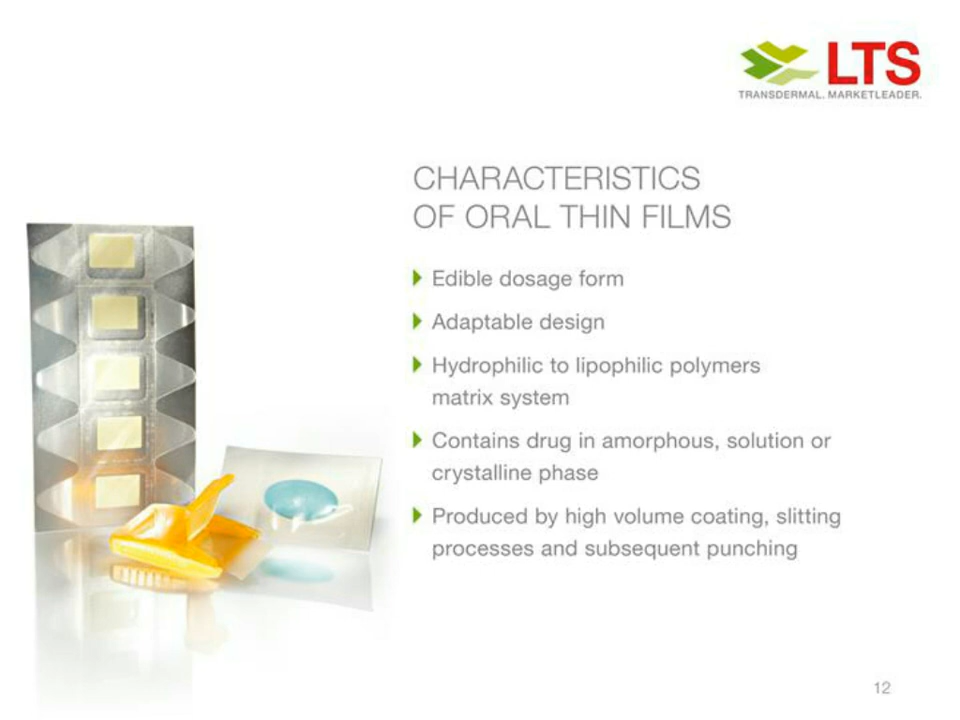 LTS
TRANSDERMAL. MARKETLEADER.
CHARACTERISTICS
OF ORAL THIN FILMS
Edible dosage form
Adaptable design
Hydrophilic to lipophilic polymers
matrix system
Contains drug in amorphous, solution or
crystalline phase
Produced by high volume coating, slitting
processes and subsequent punching
12